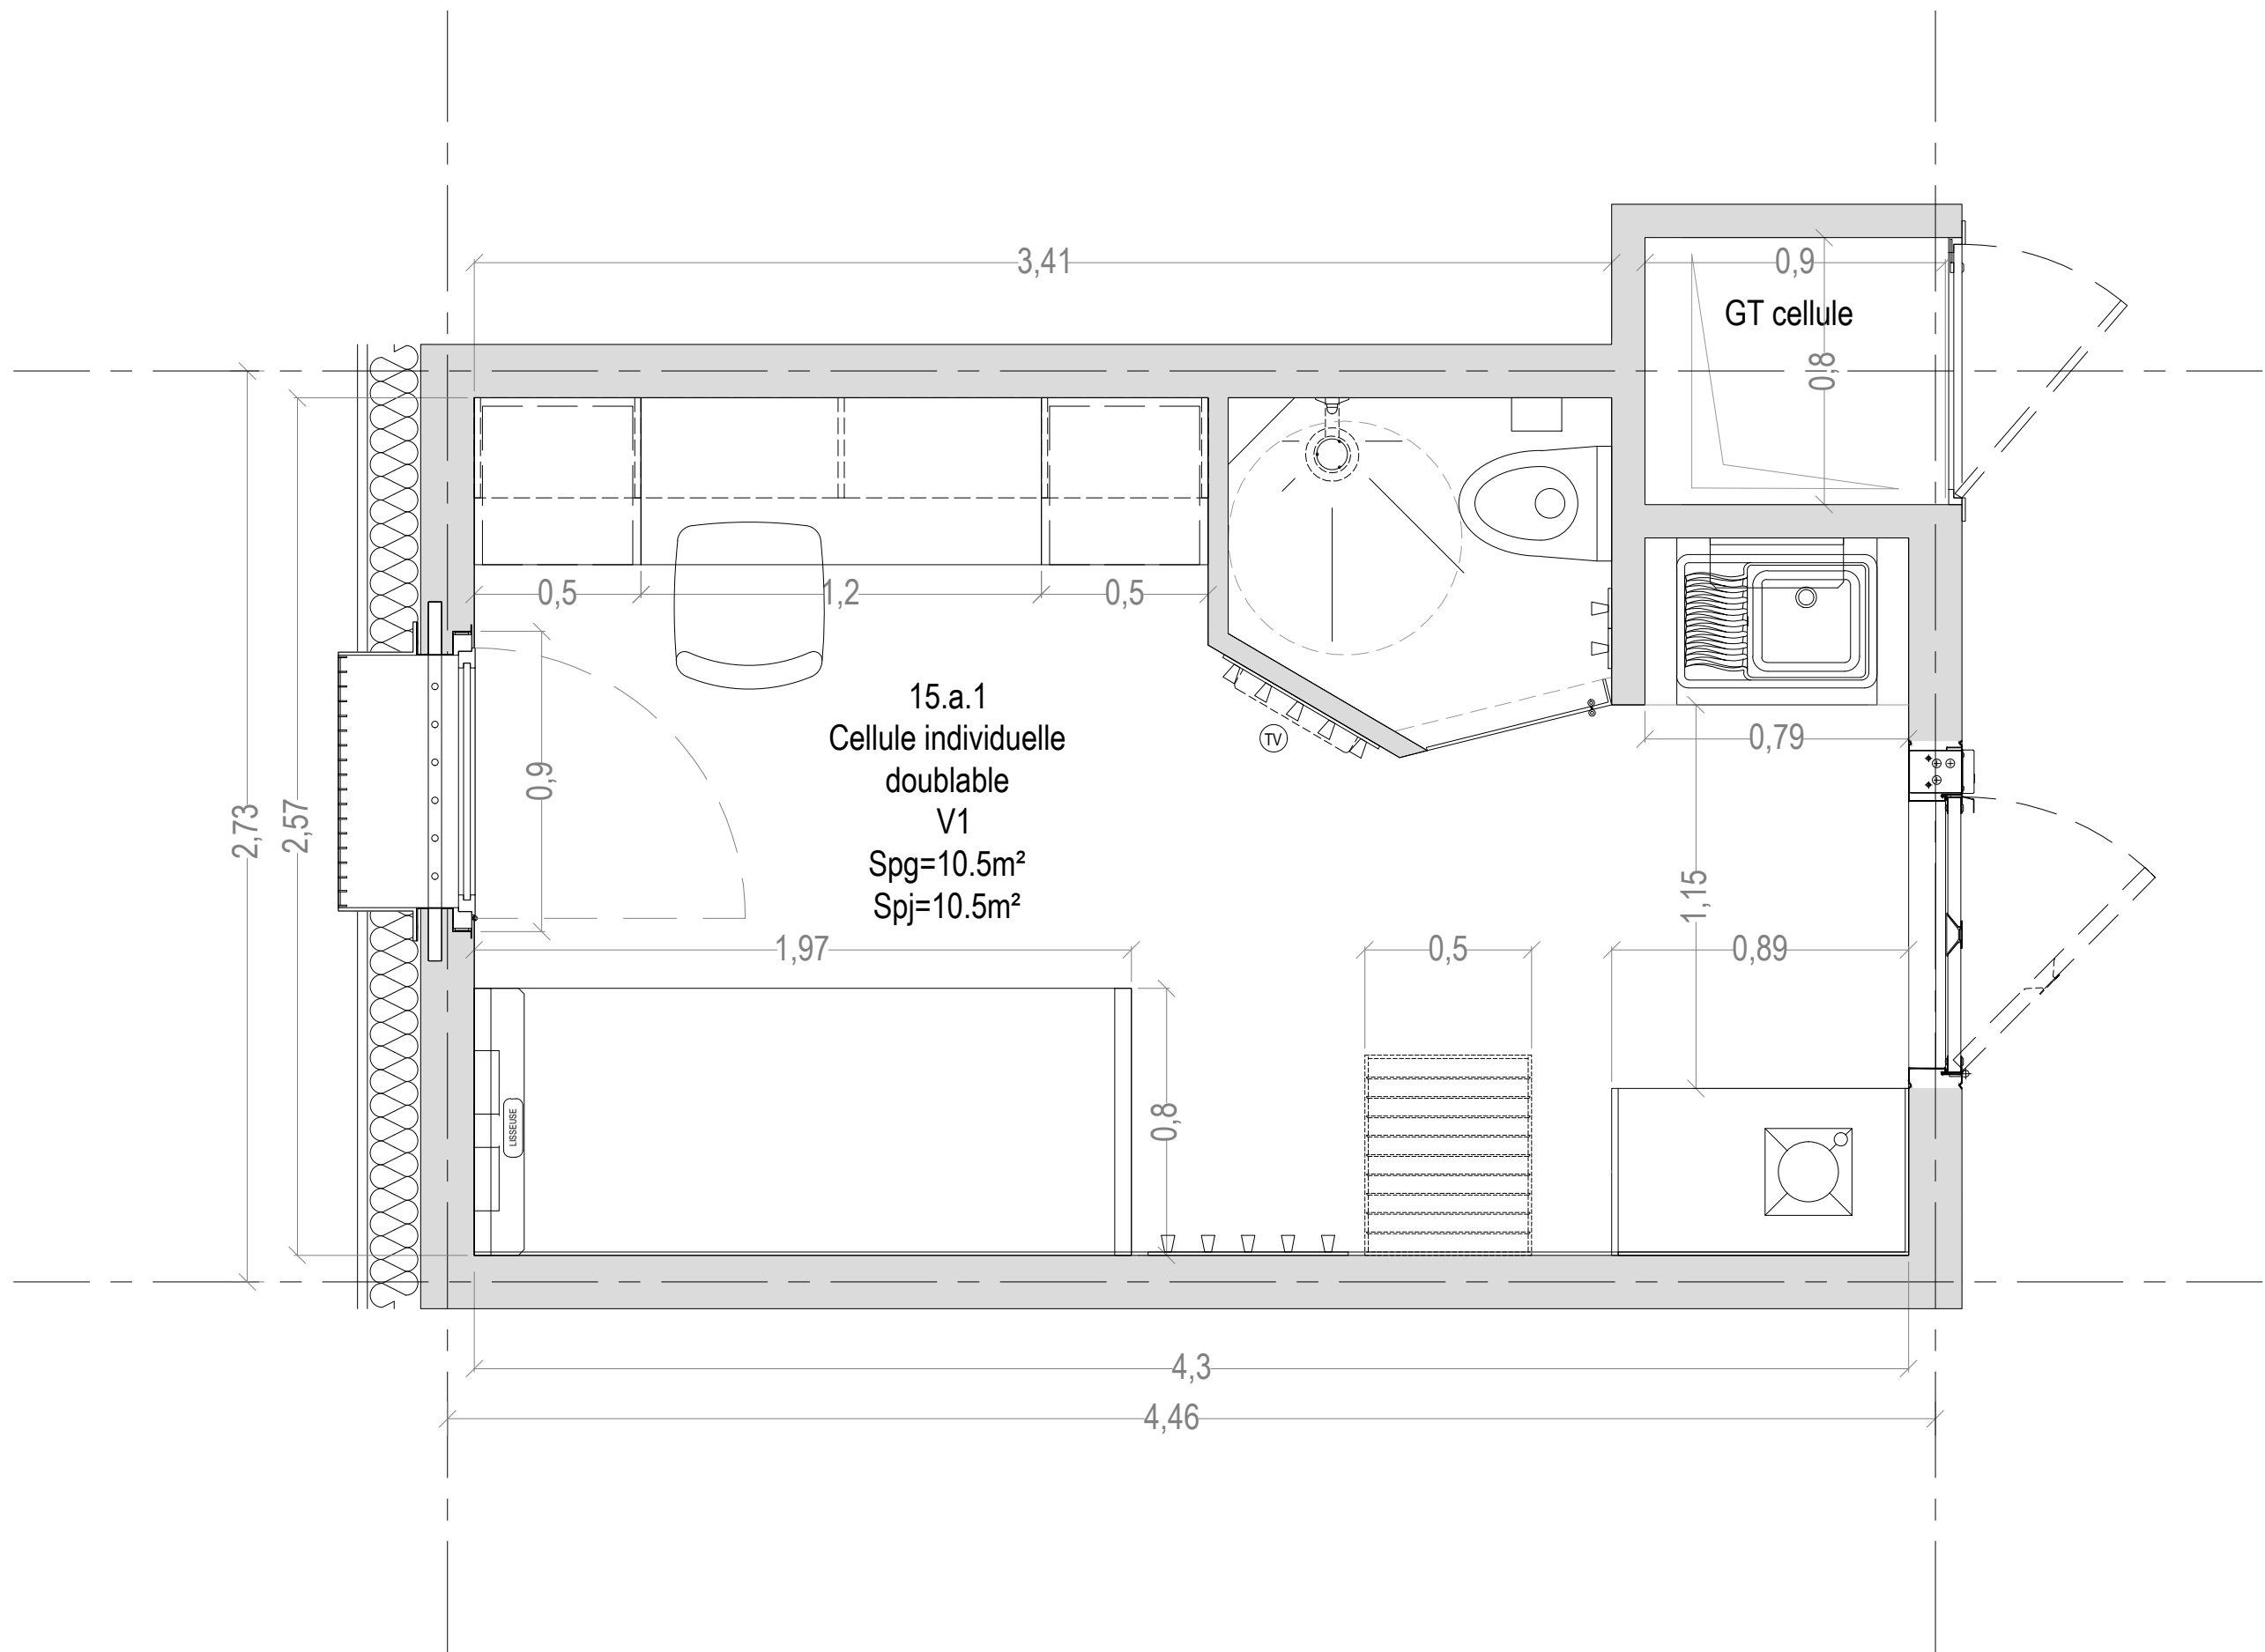 3,41
0,9
GT cellule
0,8
0,5
1,2
0,5
15.a.1
Cellule individuelle
doublable
V1
Spg=10.5m²
Spj=10.5m²
TV
0,79
0,9
2,73
2,57
1,15
1,97
0,5
0,89
0,8
LISSEUSE
4,3
4,46